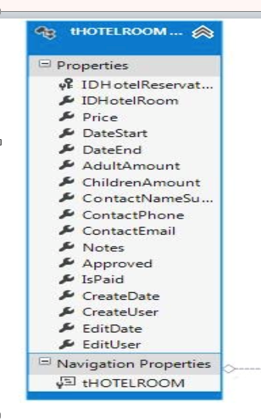 tHOTELROOM...
Properties
IDHotelReservat...
IDHotelRoom
Price
DateStart
DateEnd
AdultAmount
ChildrenAmount
ContactNameSu...
ContactPhone
ContactEmail
Notes
Approved
IsPaid
CreateDate
CreateUser
EditDate
EditUser
Navigation Properties
tHOTELROOM